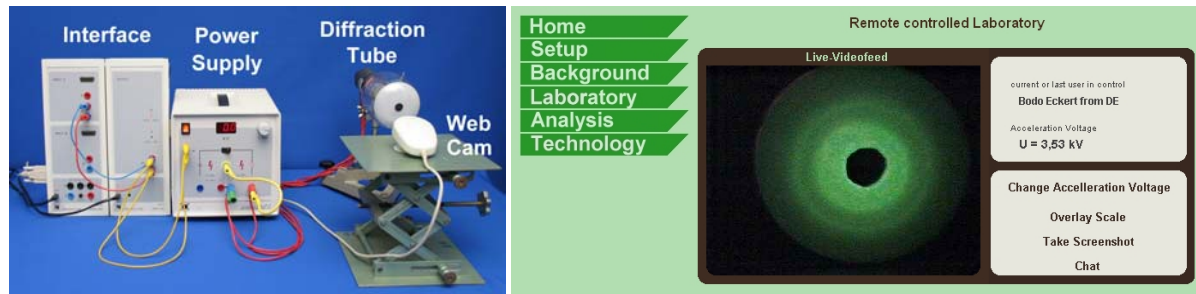 Interface
Power
Supply
Diffraction
Tube
Web
Cam
Home
Setup
Background
Laboratory
Analysis
Technology
Remote controlled Laboratory
Live-Videofeed
current or last user in control
Bodo Eckert from DE
Acceleration Voltage
U = 3,53 kV
Change Accelleration Voltage
Overlay Scale
Take Screenshot
Chat